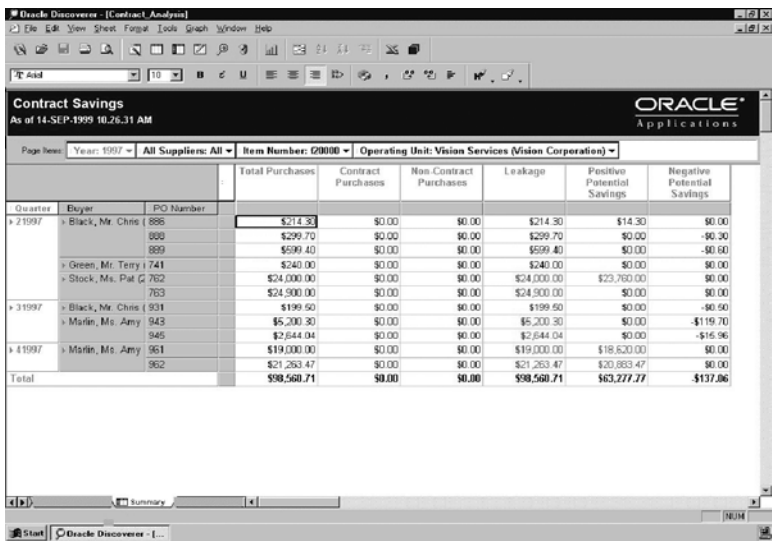 Oracle Discoverer - [Contract_Analysis]
File Edit View Sheet Format Tools Graph Window Help
Arial 10 B U
Contract Savings
As of 14-SEP-1999 10.26.31 AM
ORACLE
Applications
Page Items: Year: 1997 All Suppliers: All Item Number: f20000 Operating Unit: Vision Services (Vision Corporation)
Total Purchases Contract Purchases Non-Contract Purchases Leakage Positive Potential Savings Negative Potential Savings
Quarter Buyer PO Number
21997 Black, Mr. Chris ( 886 $214.30 $0.00 $0.00 $214.30 $14.30 $0.00
888 $299.70 $0.00 $0.00 $299.70 $0.00 -$0.30
889 $599.40 $0.00 $0.00 $599.40 $0.00 -$0.60
Green, Mr. Terry 741 $240.00 $0.00 $0.00 $240.00 $0.00 $0.00
Stock, Ms. Pat (2 762 $24,000.00 $0.00 $0.00 $24,000.00 $23,760.00 $0.00
763 $24,900.00 $0.00 $0.00 $24,900.00 $0.00 $0.00
31997 Black, Mr. Chris ( 931 $199.50 $0.00 $0.00 $199.50 $0.00 -$0.50
Marlin, Ms. Amy 943 $5,200.30 $0.00 $0.00 $5,200.30 $0.00 -$119.70
945 $2,644.04 $0.00 $0.00 $2,644.04 $0.00 -$15.96
41997 Marlin, Ms. Amy 961 $19,000.00 $0.00 $0.00 $19,000.00 $18,620.00 $0.00
962 $21,263.47 $0.00 $0.00 $21,263.47 $20,883.47 $0.00
Total $98,560.71 $0.00 $0.00 $98,560.71 $63,277.77 -$137.06
Summary
NUM
Start Oracle Discoverer - [...